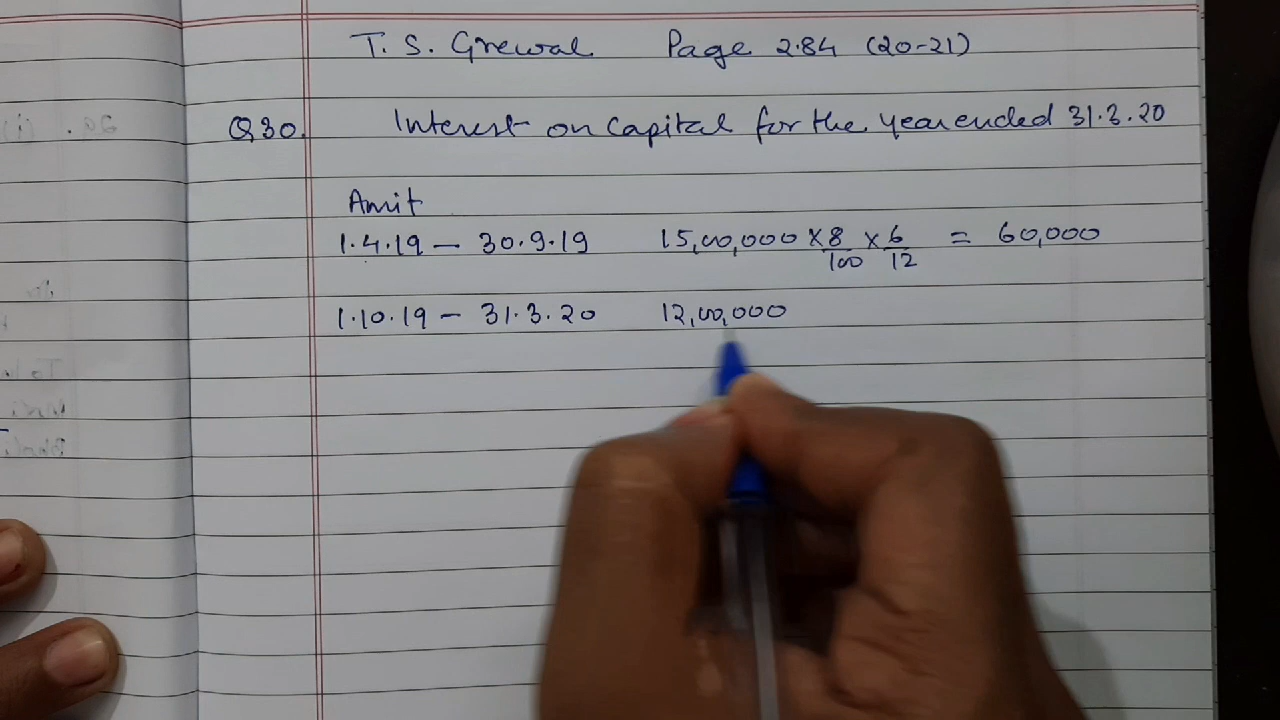 T. S. Grewal Page 2.84 (20-21)
Q30. Interest on Capital for the year ended 31.3.20
Amit
1.4.19 — 30.9.19 15,00,000 × 8/100 × 6/12 = 60,000
1.10.19 — 31.3.20 12,00,000